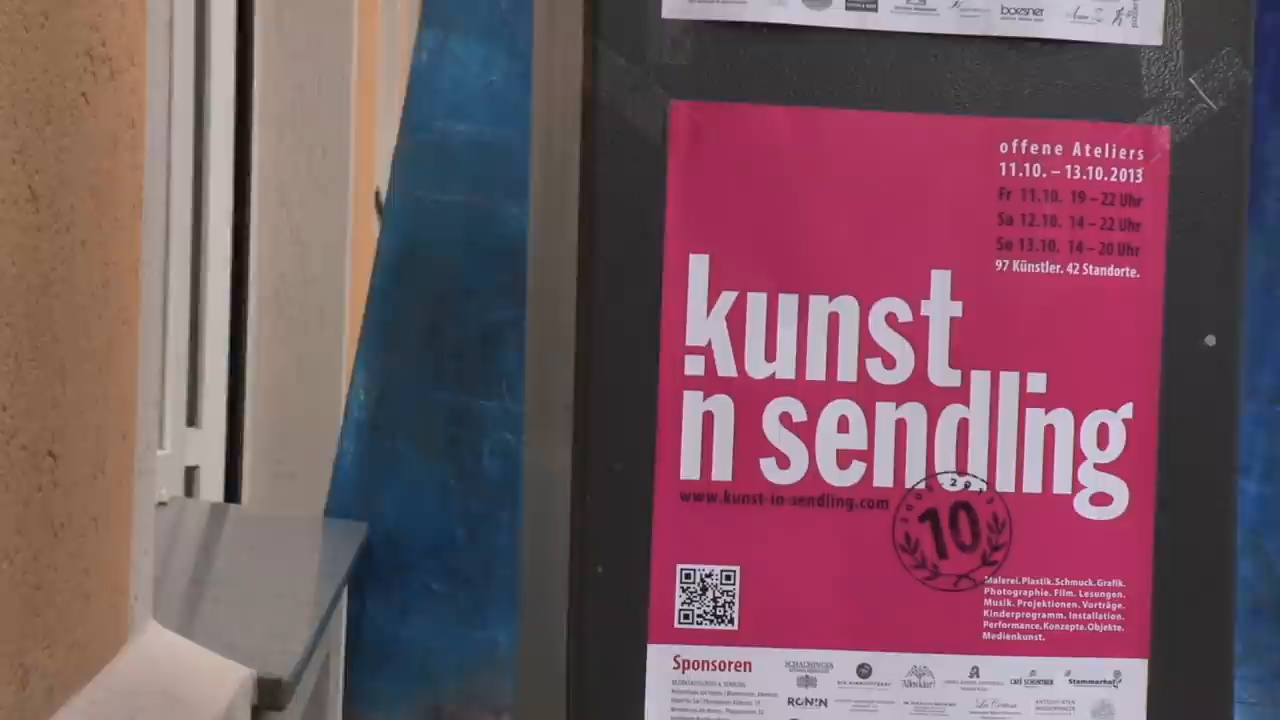 boesner
offene Ateliers
11.10. – 13.10.2013
Fr 11.10. 19 – 22 Uhr
Sa 12.10. 14 – 22 Uhr
So 13.10. 14 – 20 Uhr
97 Künstler. 42 Standorte.
kunst
in sendling
www.kunst-in-sendling.com
10
Malerei.Plastik.Schmuck.Grafik.
Photographie. Film. Lesungen.
Musik. Projektionen. Vorträge.
Kinderprogramm. Installation.
Performance.Konzepte.Objekte.
Medienkunst.
Sponsoren
CAFÉ SCHUNTNER
Stemmerhof
RONIN